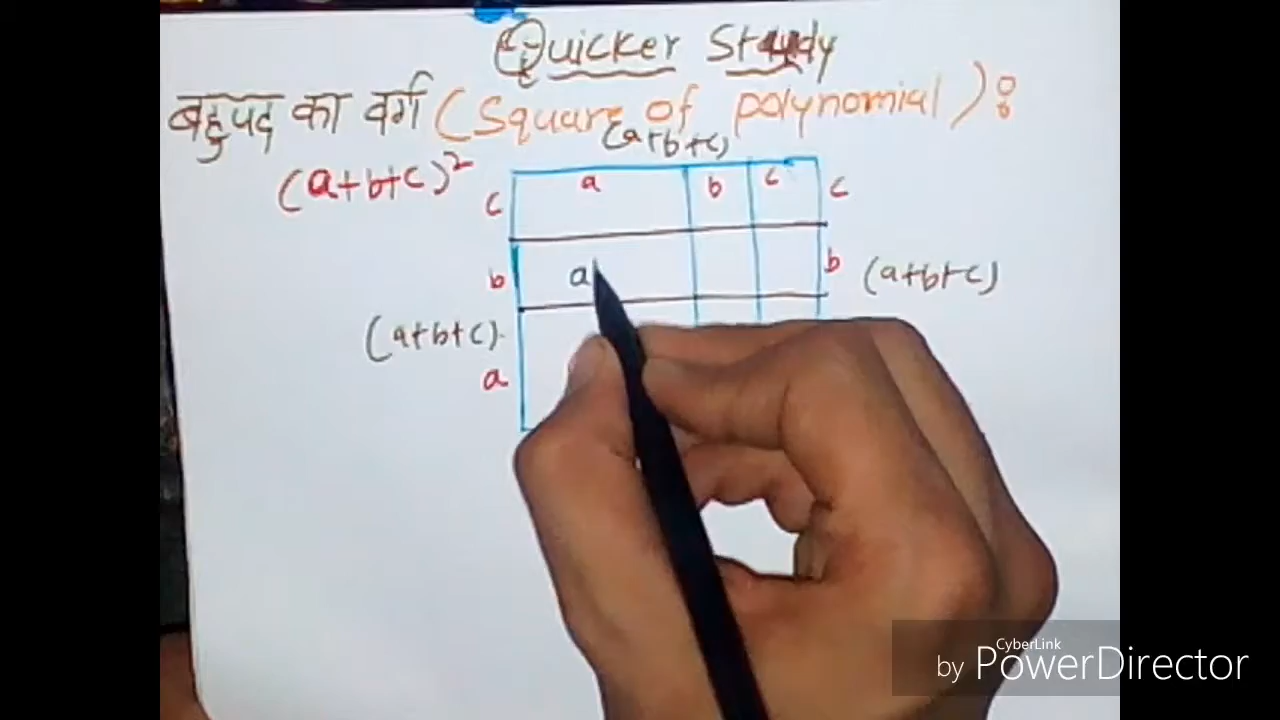 Quicker Study
बहुपद का वर्ग (Square of polynomial):
(a+b+c)
(a+b+c)²
c a b c c
b a b (a+b+c)
(a+b+c)
a
CyberLink
by PowerDirector